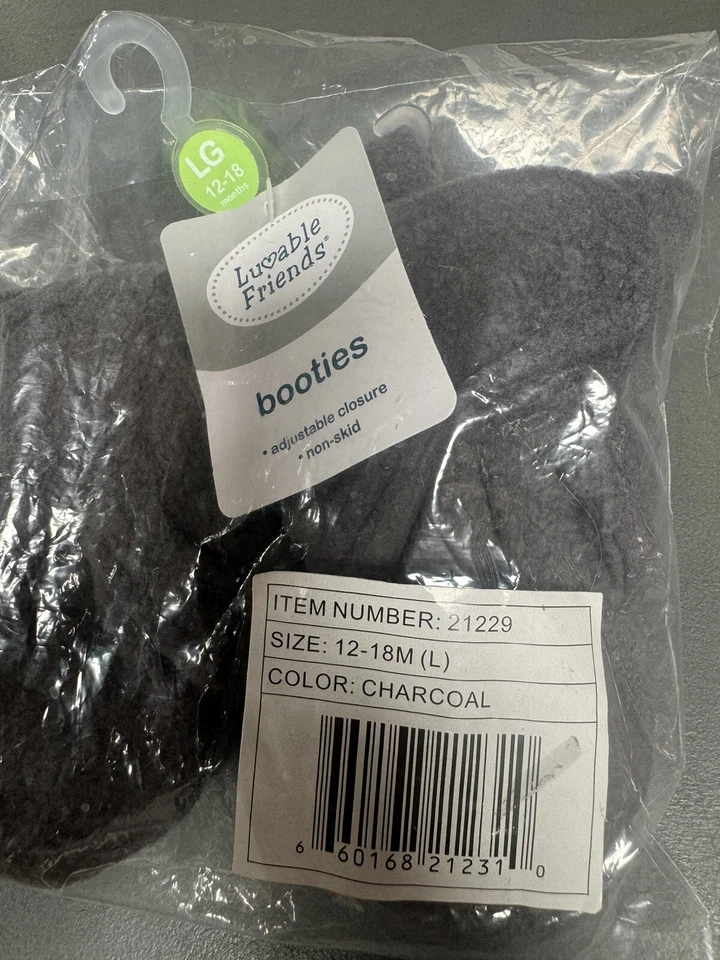 LG
12-18
months
Luvable
Friends®
booties
• adjustable closure
• non-skid
ITEM NUMBER: 21229
SIZE: 12-18M (L)
COLOR: CHARCOAL
6 60168 21231 0